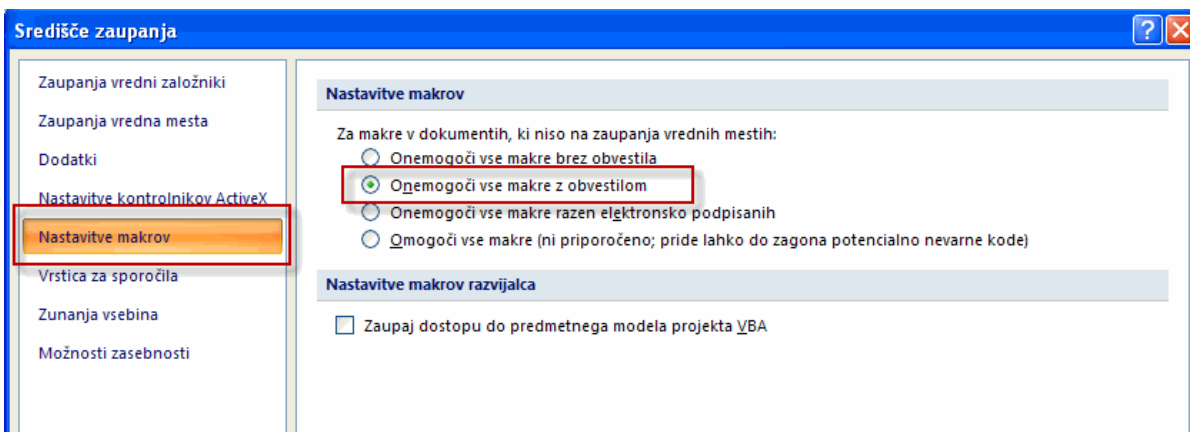 Središče zaupanja
Zaupanja vredni založniki
Zaupanja vredna mesta
Dodatki
Nastavitve kontrolnikov ActiveX
Nastavitve makrov
Vrstica za sporočila
Zunanja vsebina
Možnosti zasebnosti
Nastavitve makrov
Za makre v dokumentih, ki niso na zaupanja vrednih mestih:
Onemogoči vse makre brez obvestila
Onemogoči vse makre z obvestilom
Onemogoči vse makre razen elektronsko podpisanih
Omogoči vse makre (ni priporočeno; pride lahko do zagona potencialno nevarne kode)
Nastavitve makrov razvijalca
Zaupaj dostopu do predmetnega modela projekta VBA